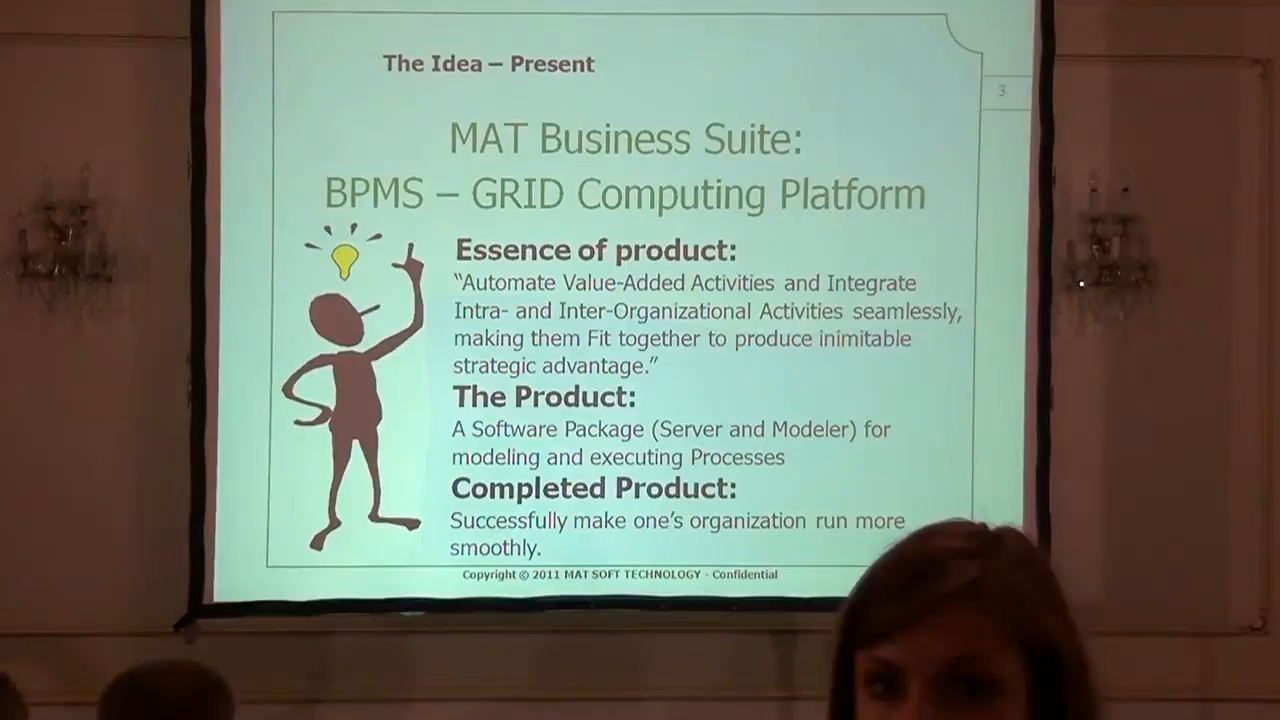 The Idea – Present
3
MAT Business Suite:
BPMS – GRID Computing Platform
Essence of product:
“Automate Value-Added Activities and Integrate
Intra- and Inter-Organizational Activities seamlessly,
making them Fit together to produce inimitable
strategic advantage.”
The Product:
A Software Package (Server and Modeler) for
modeling and executing Processes
Completed Product:
Successfully make one’s organization run more
smoothly.
Copyright © 2011 MAT SOFT TECHNOLOGY - Confidential